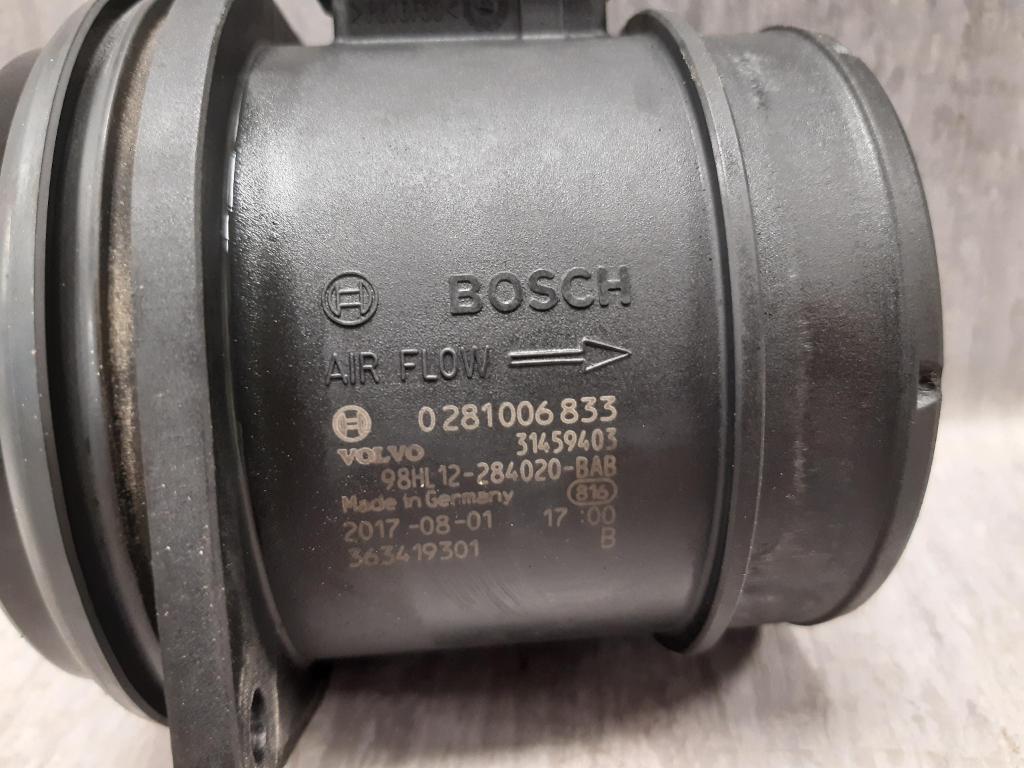 BOSCH
AIR FLOW
0 281 006 833
VOLVO 31459403
98HL12-284020-BAB
Made in Germany 816
2017-08-01 17:00
363419301 B